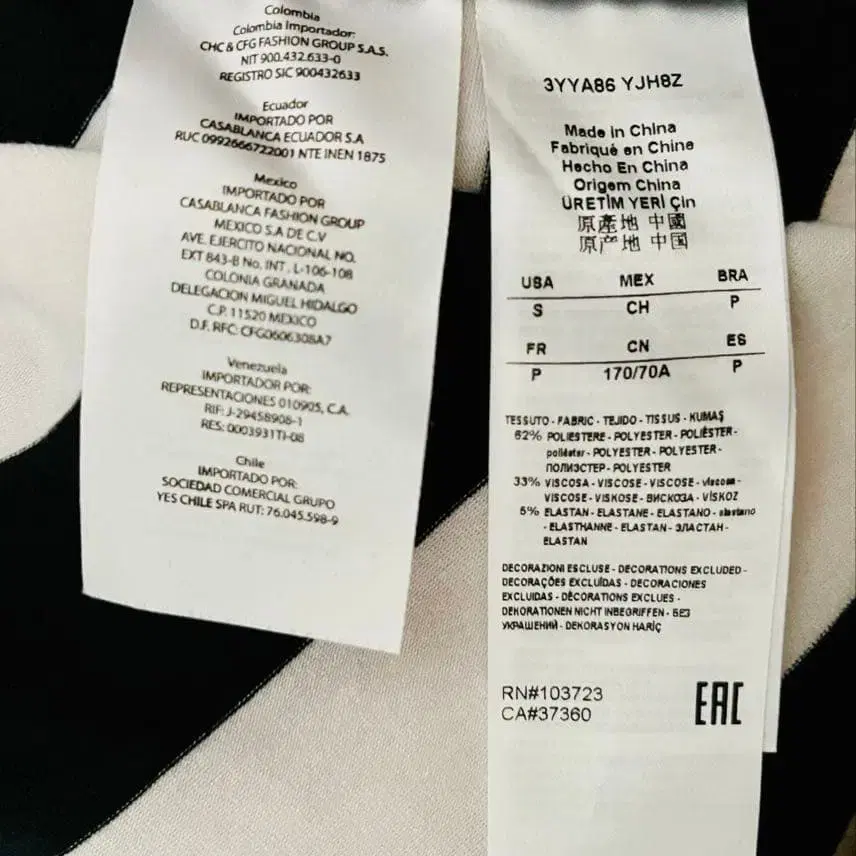 Colombia
Colombia Importador:
CHC & CFG FASHION GROUP S.A.S.
NIT 900.432.633-0
REGISTRO SIC 900432633
Ecuador
IMPORTADO POR
CASABLANCA ECUADOR S.A
RUC 0992666722001 NTE INEN 1875
Mexico
IMPORTADO POR
CASABLANCA FASHION GROUP
MEXICO S.A DE C.V
AVE. EJERCITO NACIONAL NO.
EXT 843-B No. INT . L-106-108
COLONIA GRANADA
DELEGACION MIGUEL HIDALGO
C.P. 11520 MEXICO
D.F. RFC: CFG0606308A7
Venezuela
IMPORTADOR POR:
REPRESENTACIONES 010905, C.A.
RIF: J-29458908-1
RES: 0003931TJ-08
Chile
IMPORTADO POR:
SOCIEDAD COMERCIAL GRUPO
YES CHILE SPA RUT: 76.045.598-9
3YYA86 YJH8Z
Made in China
Fabriqué en Chine
Hecho En China
Origem China
ÜRETİM YERİ Çin
原產地 中國
原产地 中国
USA MEX BRA
S CH P
FR CN ES
P 170/70A P
TESSUTO - FABRIC - TEJIDO - TISSUS - KUMAŞ
62% POLIESTERE - POLYESTER - POLIÉSTER -
poliéster - POLYESTER - POLYESTER -
ПОЛИЭСТЕР - POLYESTER
33% VISCOSA - VISCOSE - VISCOSE - viscose -
VISCOSE - VISKOSE - ВИСКОЗА - VİSKOZ
5% ELASTAN - ELASTANE - ELASTANO - elastano
- ELASTHANNE - ELASTAN - ЭЛАСТАН -
ELASTAN
DECORAZIONI ESCLUSE - DECORATIONS EXCLUDED -
DECORAÇÕES EXCLUÍDAS - DECORACIONES
EXCLUIDAS - DÉCORATIONS EXCLUES -
DEKORATIONEN NICHT INBEGRIFFEN - БЕЗ
УКРАШЕНИЙ - DEKORASYON HARİÇ
RN#103723
CA#37360
EAC